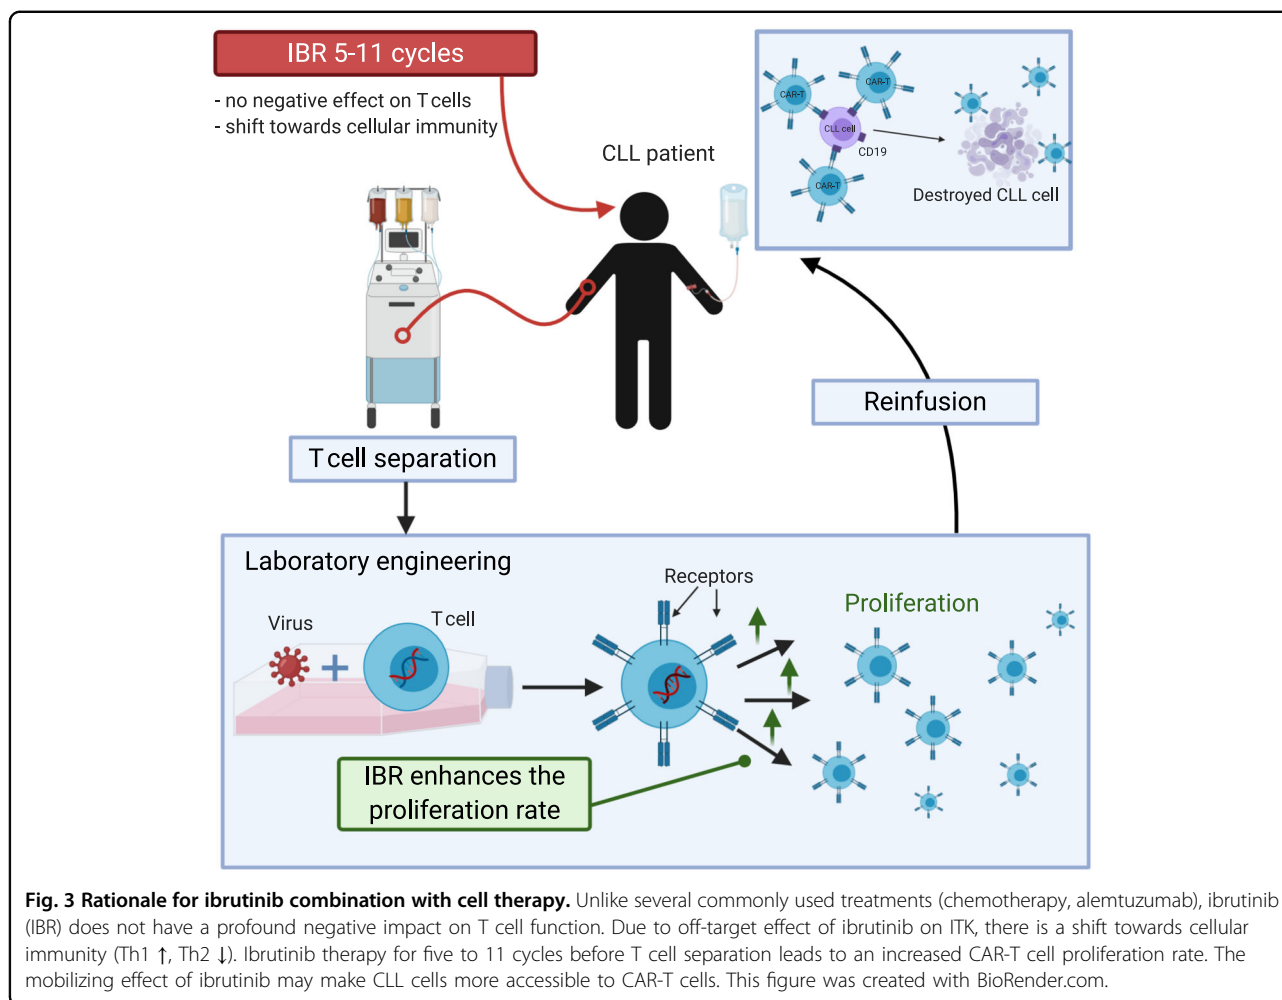 IBR 5-11 cycles
- no negative effect on T cells
- shift towards cellular immunity
CLL patient
CAR-T
CAR-T
CLL cell
CD19
CAR-T
Destroyed CLL cell
T cell separation
Reinfusion
Laboratory engineering
Virus
T cell
Receptors
Proliferation
IBR enhances the
proliferation rate
Fig. 3 Rationale for ibrutinib combination with cell therapy. Unlike several commonly used treatments (chemotherapy, alemtuzumab), ibrutinib
(IBR) does not have a profound negative impact on T cell function. Due to off-target effect of ibrutinib on ITK, there is a shift towards cellular
immunity (Th1 ↑, Th2 ↓). Ibrutinib therapy for five to 11 cycles before T cell separation leads to an increased CAR-T cell proliferation rate. The
mobilizing effect of ibrutinib may make CLL cells more accessible to CAR-T cells. This figure was created with BioRender.com.